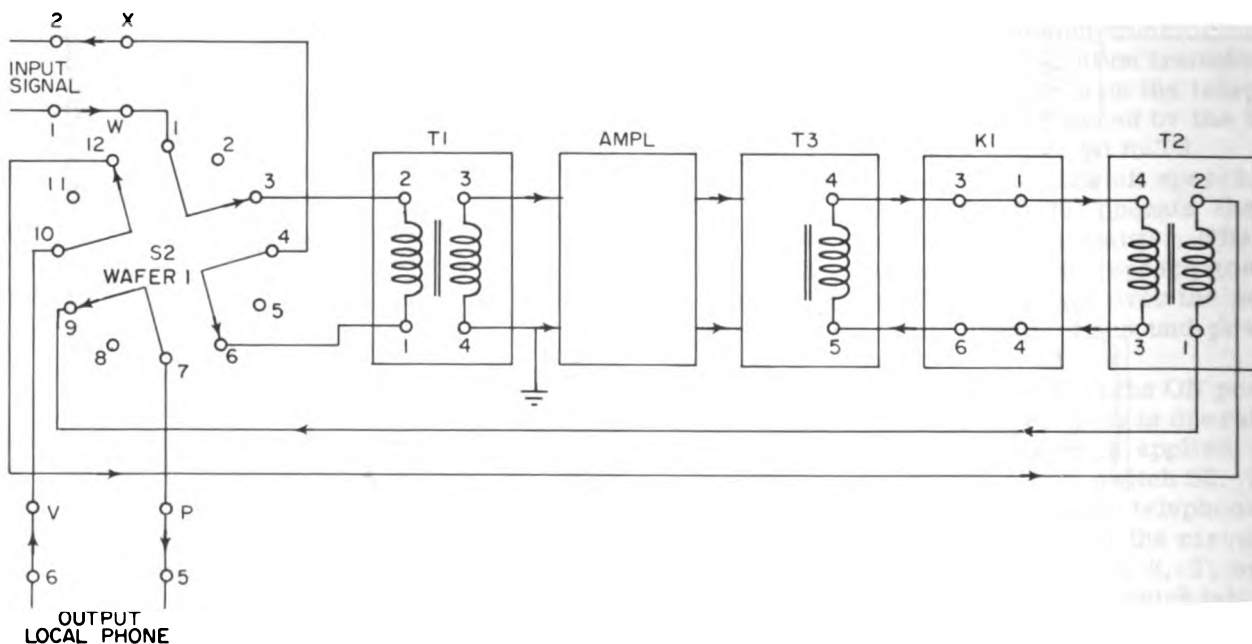 2 X
INPUT
SIGNAL
1 W 1
12 2
11 3
10 4
S2
WAFER 1
9 5
8 6
7
T1
2 3
1 4
AMPL
T3
4
5
K1
3 1
6 4
T2
4 2
3 1
V P
6 5
OUTPUT
LOCAL PHONE